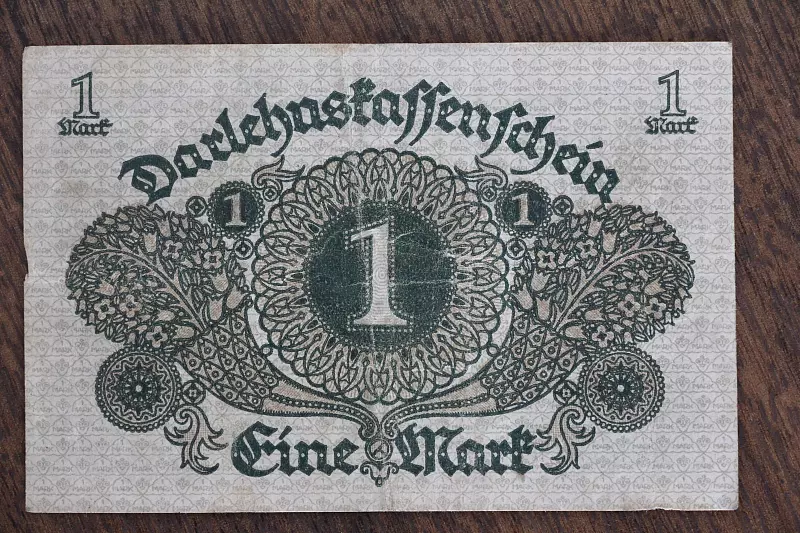 1 1
Mark Mark
Darlehnskassenschein
1 1
1
Eine Mark